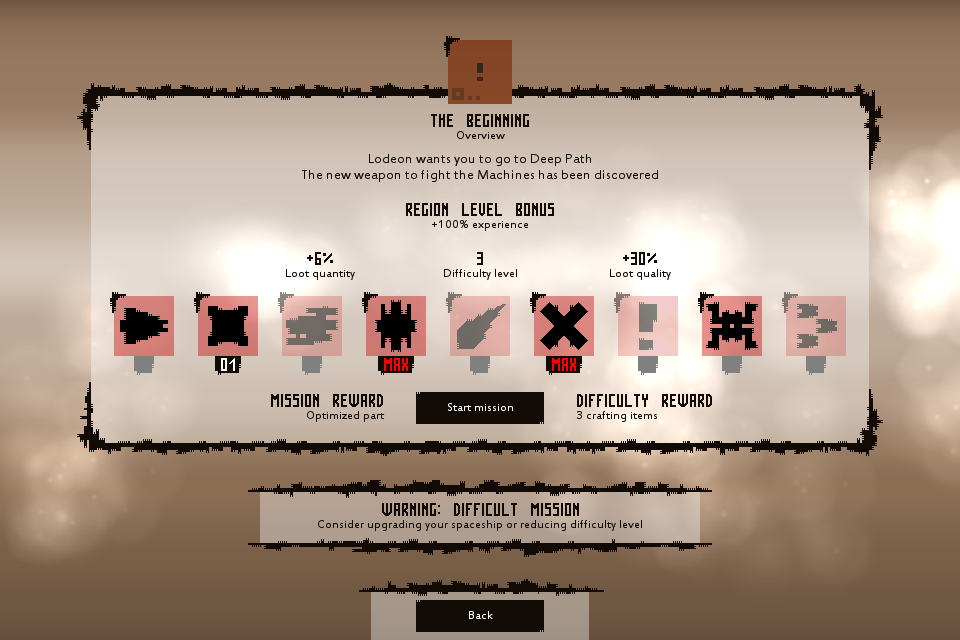 THE BEGINNING
Overview
Lodeon wants you to go to Deep Path
The new weapon to fight the Machines has been discovered
REGION LEVEL BONUS
+100% experience
+6% 3 +30%
Loot quantity Difficulty level Loot quality
01 MAX MAX
MISSION REWARD Start mission DIFFICULTY REWARD
Optimized part 3 crafting items
WARNING: DIFFICULT MISSION
Consider upgrading your spaceship or reducing difficulty level
Back